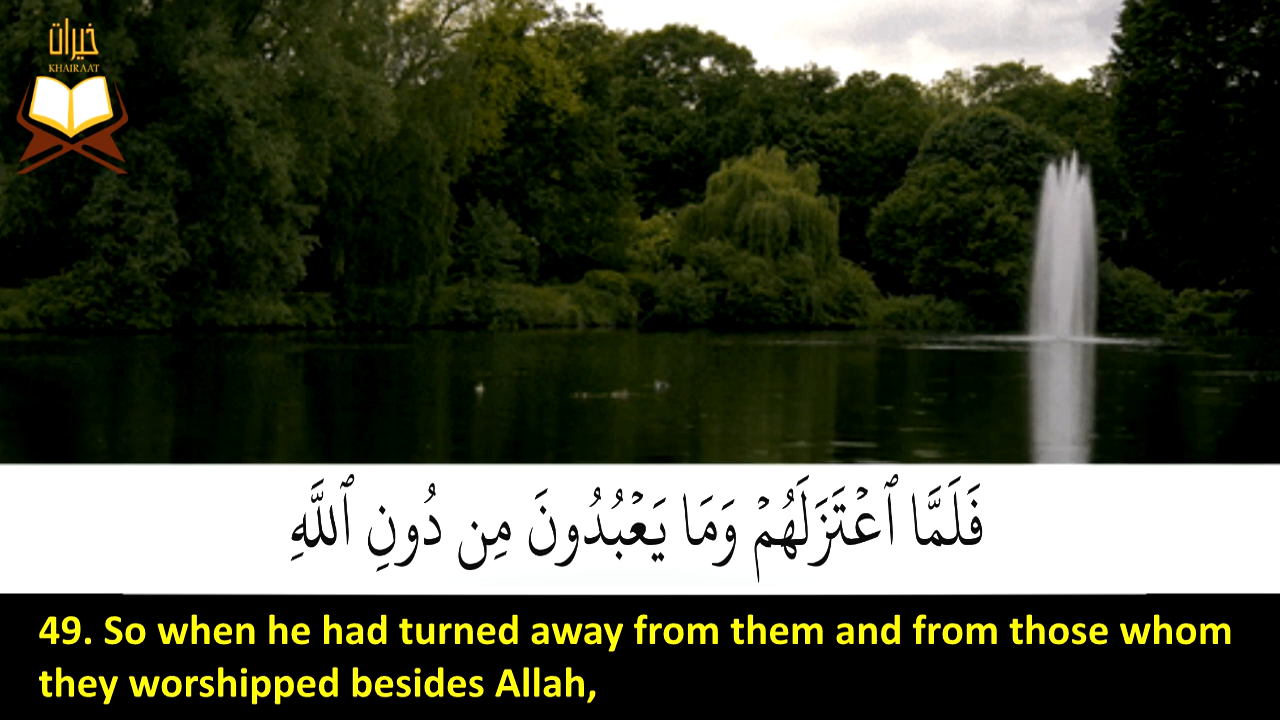 خيرات
KHAIRAAT
فَلَمَّا ٱعْتَزَلَهُمْ وَمَا يَعْبُدُونَ مِن دُونِ ٱللَّهِ
49. So when he had turned away from them and from those whom
they worshipped besides Allah,